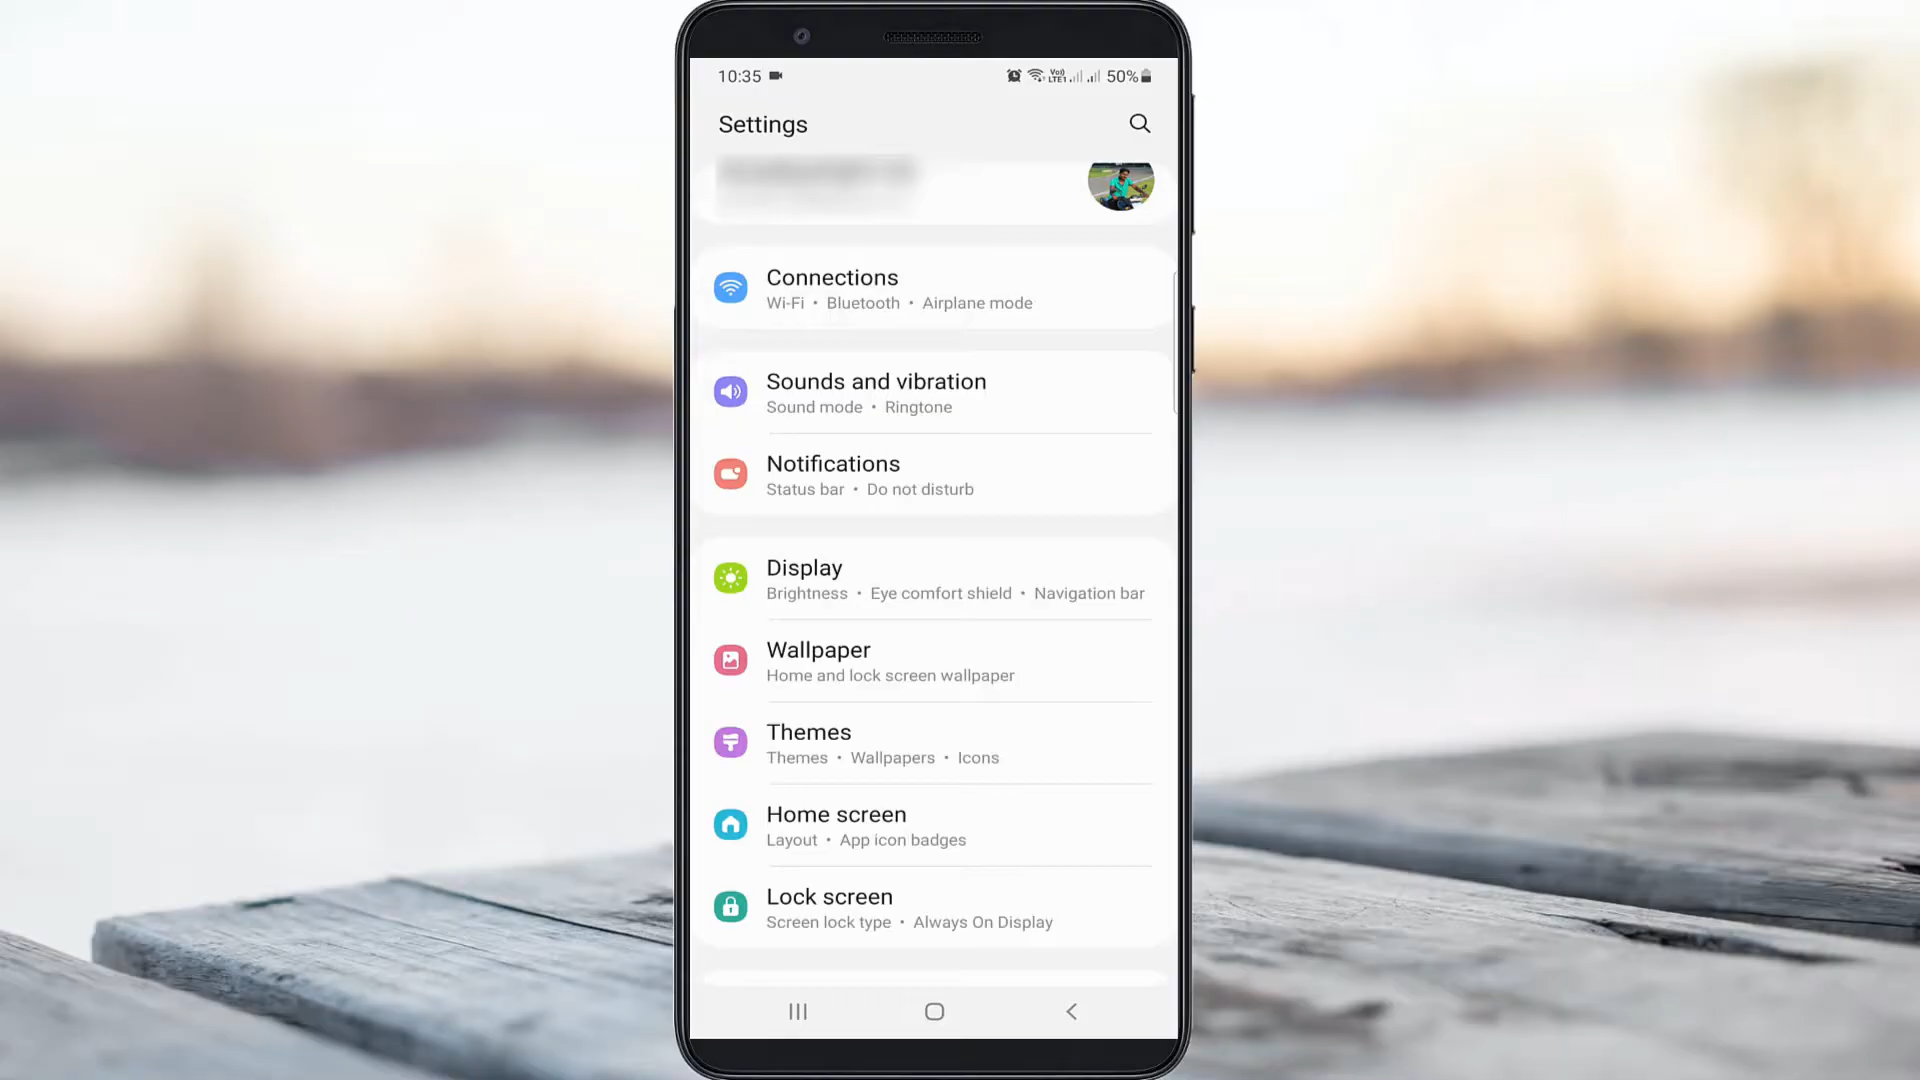 10:35
Vo)) LTE1 50%
Settings
Connections
Wi-Fi • Bluetooth • Airplane mode
Sounds and vibration
Sound mode • Ringtone
Notifications
Status bar • Do not disturb
Display
Brightness • Eye comfort shield • Navigation bar
Wallpaper
Home and lock screen wallpaper
Themes
Themes • Wallpapers • Icons
Home screen
Layout • App icon badges
Lock screen
Screen lock type • Always On Display